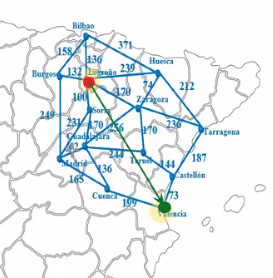 Bilbao
371
158
136
Huesca
Burgos
132
Logroño
239
74
212
100
170
Zaragoza
249
Soria
236
231
170
256
170
Tarragona
Guadalajara
62
244
Teruel
187
Madrid
136
144
Castellón
165
Cuenca
73
199
Valencia